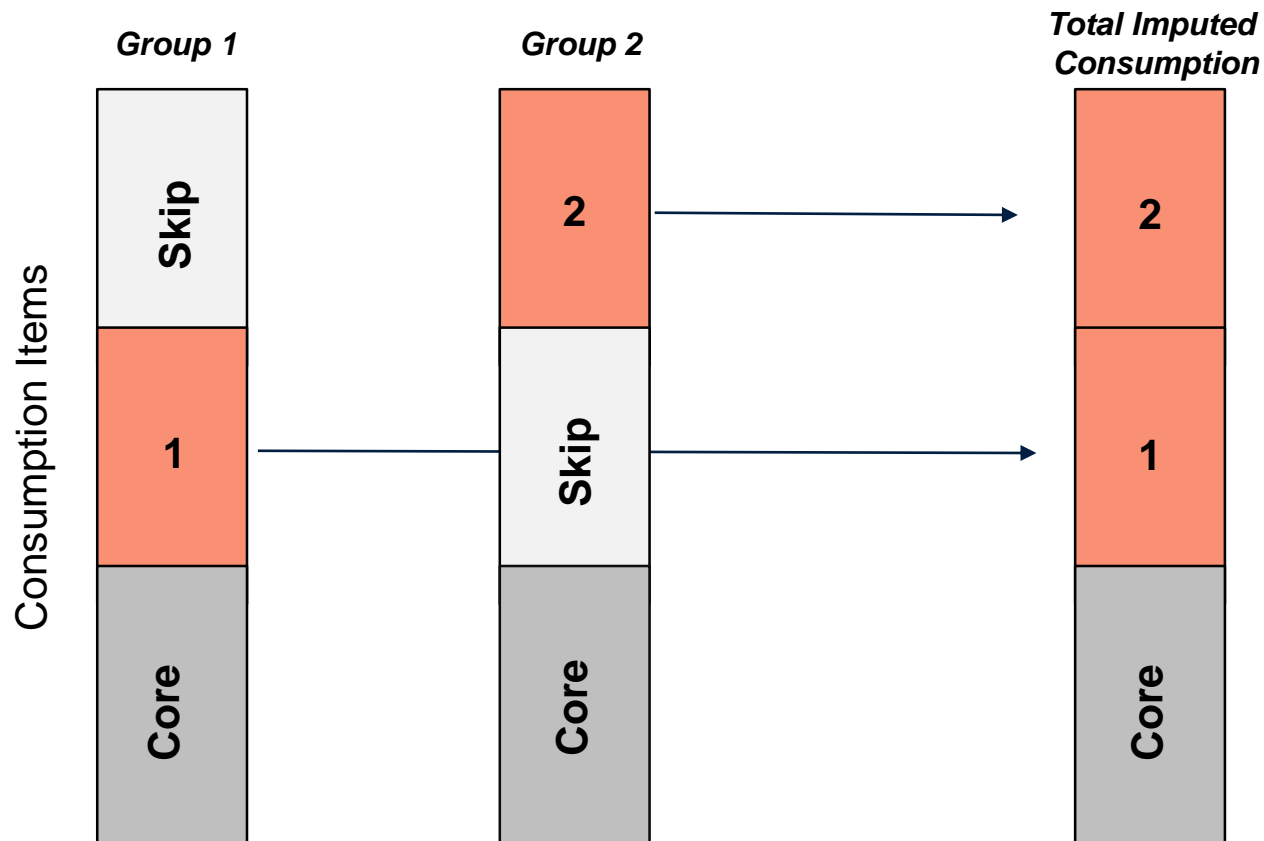 Group 1
Group 2
Total Imputed
Consumption
Consumption Items
Skip
2
2
1
Skip
1
Core
Core
Core